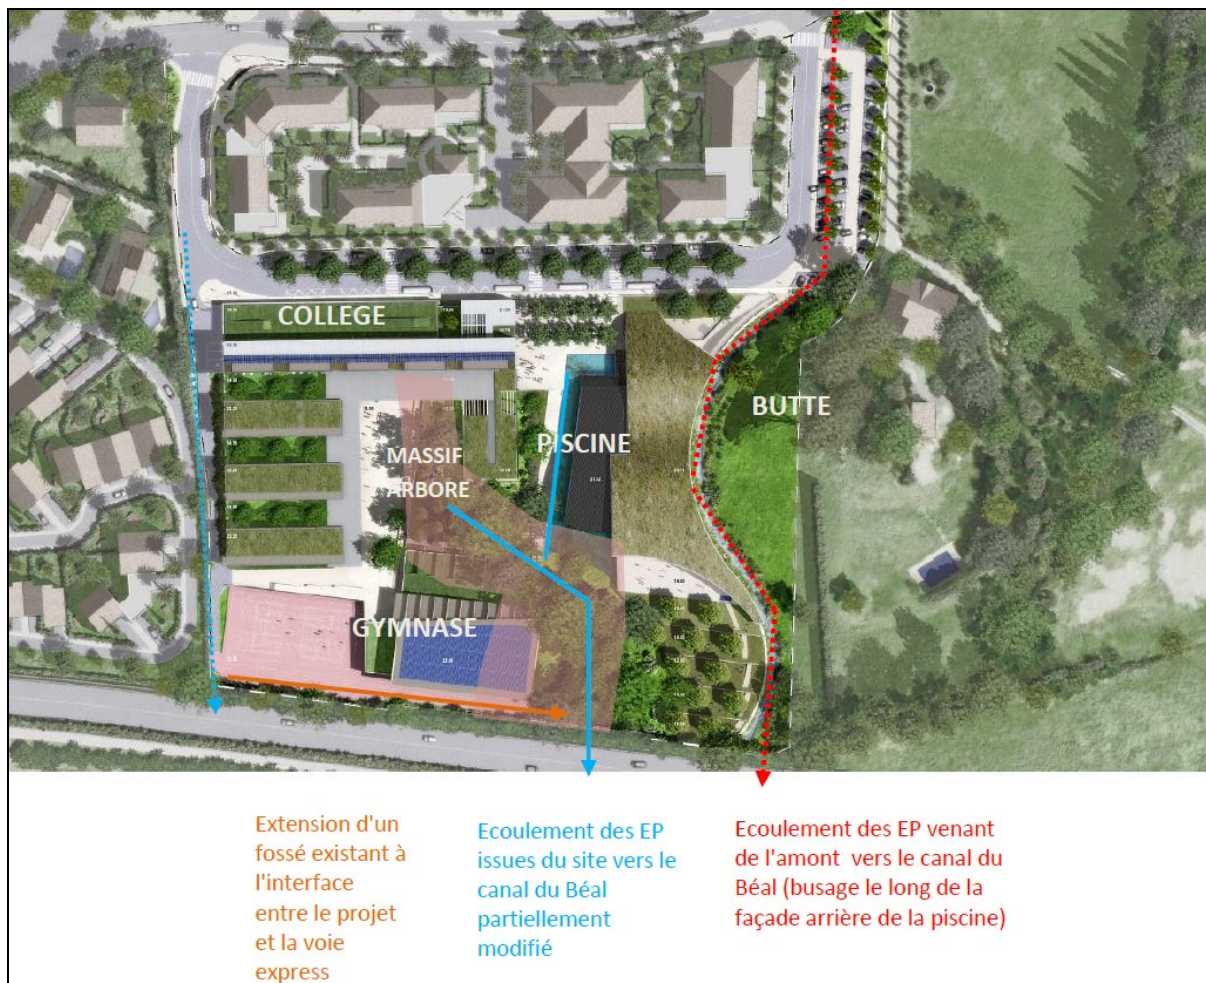 COLLEGE
BUTTE
PISCINE
MASSIF
ARBORE
GYMNASE
Extension d'un
fossé existant à
l'interface
entre le projet
et la voie
express
Ecoulement des EP
issues du site vers le
canal du Béal
partiellement
modifié
Ecoulement des EP venant
de l'amont vers le canal du
Béal (busage le long de la
façade arrière de la piscine)